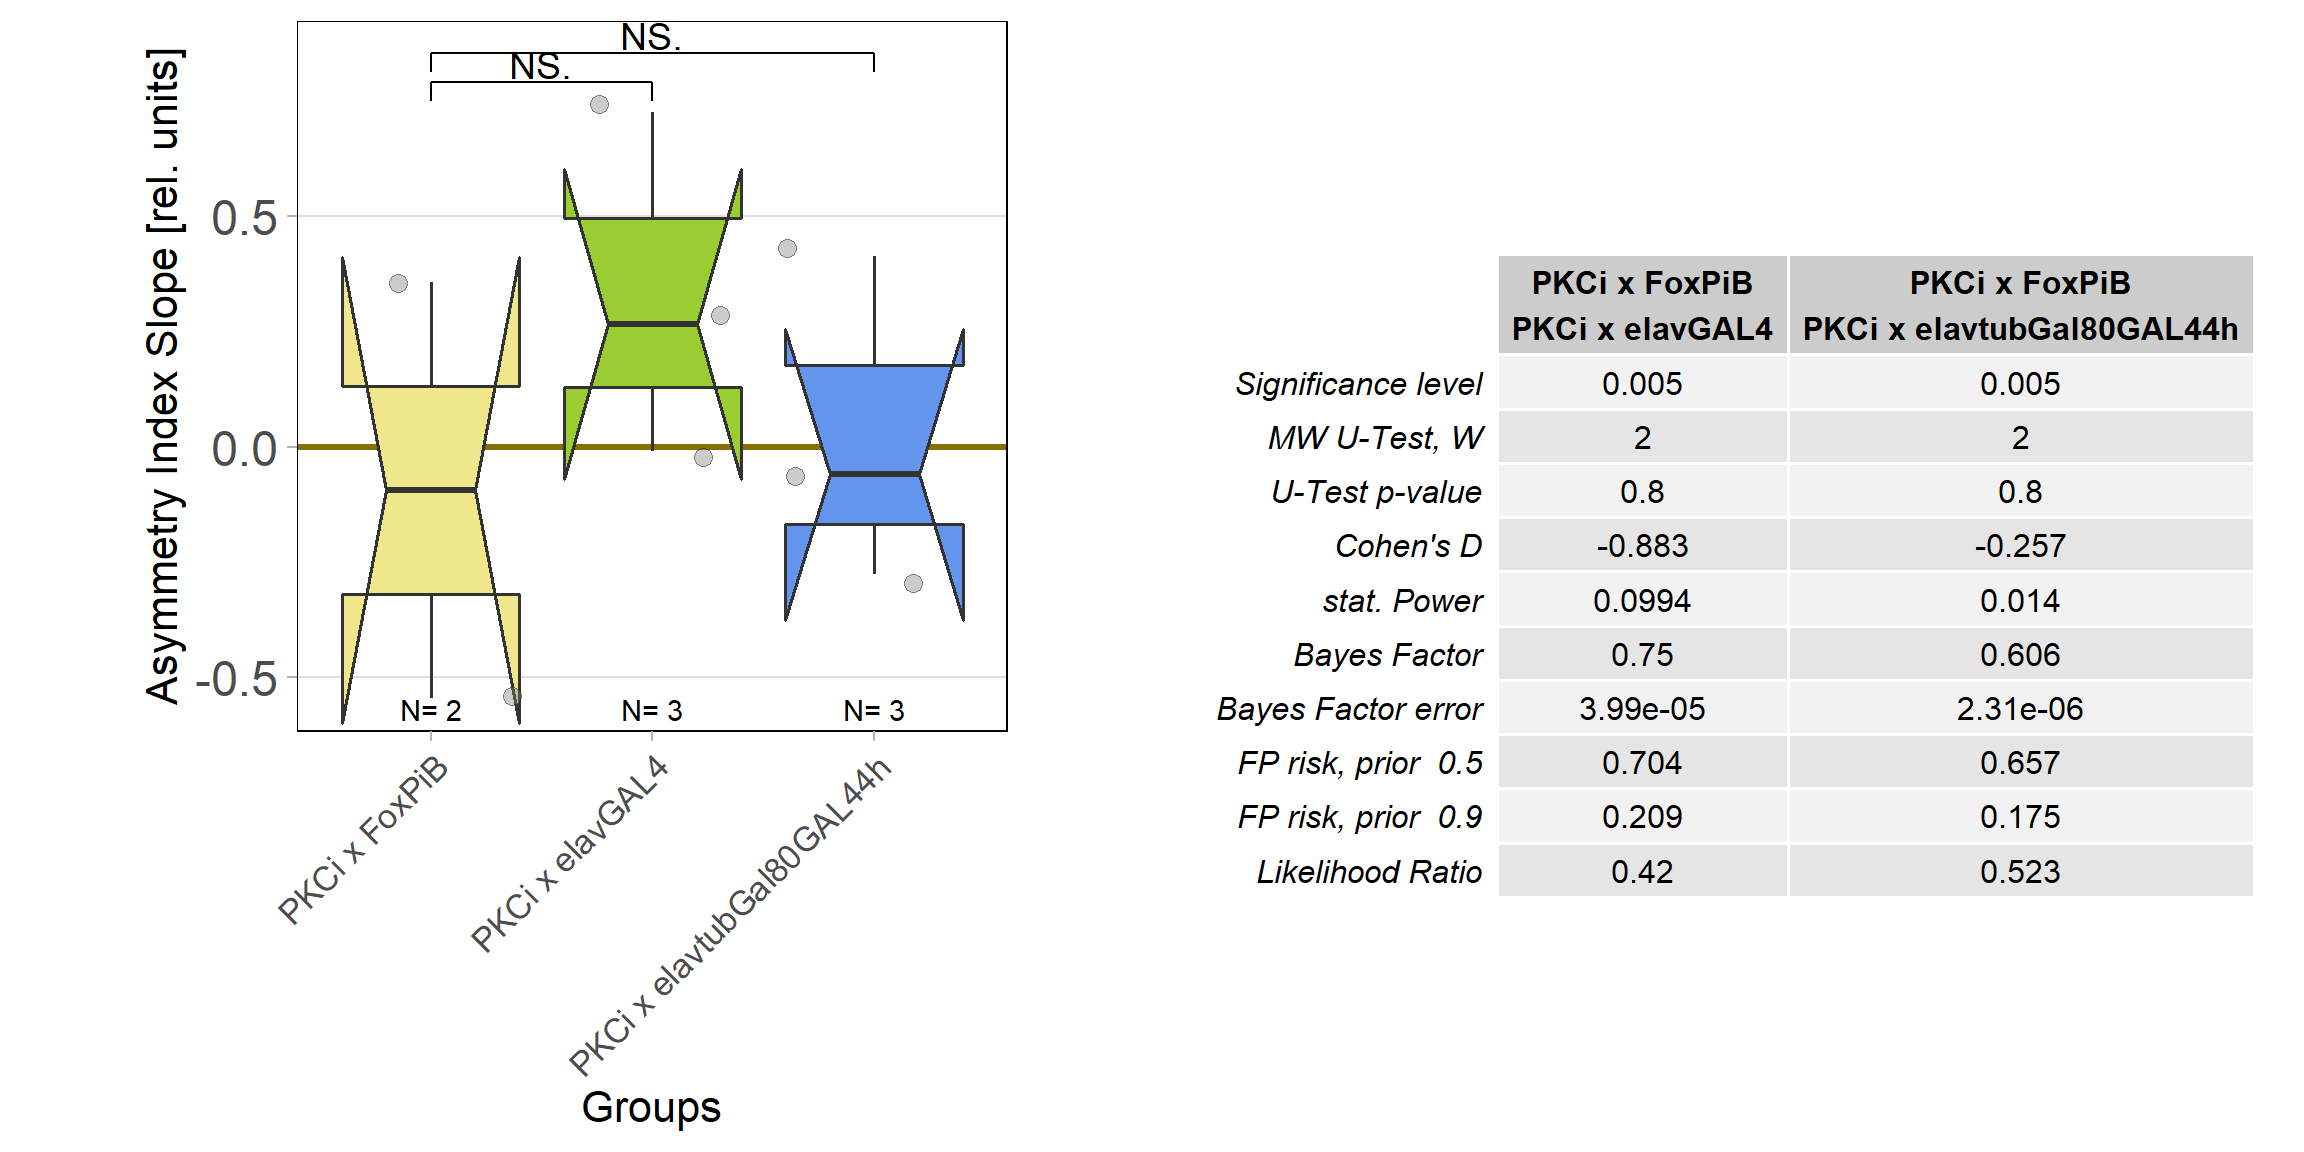 Asymmetry Index Slope [rel. units]
0.5
0.0
-0.5
NS.
NS.
N= 2
N= 3
N= 3
PKCi x FoxPiB
PKCi x elavGAL4
PKCi x elavtubGal80GAL44h
Groups
PKCi x FoxPiB PKCi x FoxPiB
PKCi x elavGAL4 PKCi x elavtubGal80GAL44h
Significance level 0.005 0.005
MW U-Test, W 2 2
U-Test p-value 0.8 0.8
Cohen's D -0.883 -0.257
stat. Power 0.0994 0.014
Bayes Factor 0.75 0.606
Bayes Factor error 3.99e-05 2.31e-06
FP risk, prior  0.5 0.704 0.657
FP risk, prior  0.9 0.209 0.175
Likelihood Ratio 0.42 0.523